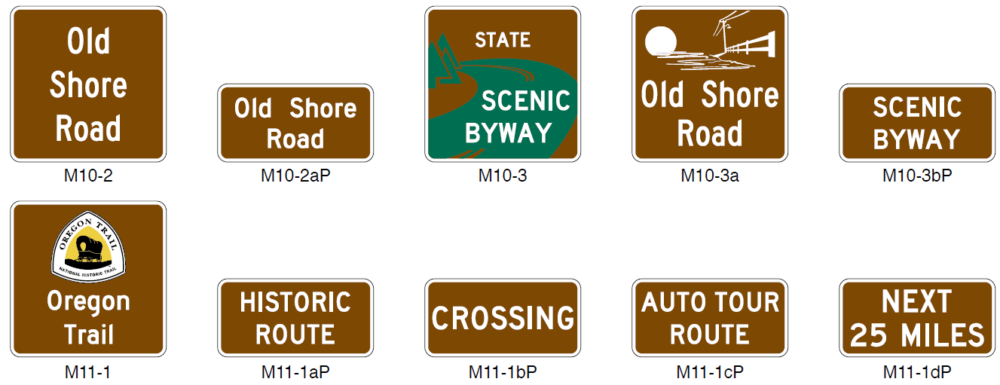 Old
Shore
Road
M10-2
Old Shore
Road
M10-2aP
STATE
SCENIC
BYWAY
M10-3
Old Shore
Road
M10-3a
SCENIC
BYWAY
M10-3bP
OREGON TRAIL
NATIONAL HISTORIC TRAIL
Oregon
Trail
M11-1
HISTORIC
ROUTE
M11-1aP
CROSSING
M11-1bP
AUTO TOUR
ROUTE
M11-1cP
NEXT
25 MILES
M11-1dP